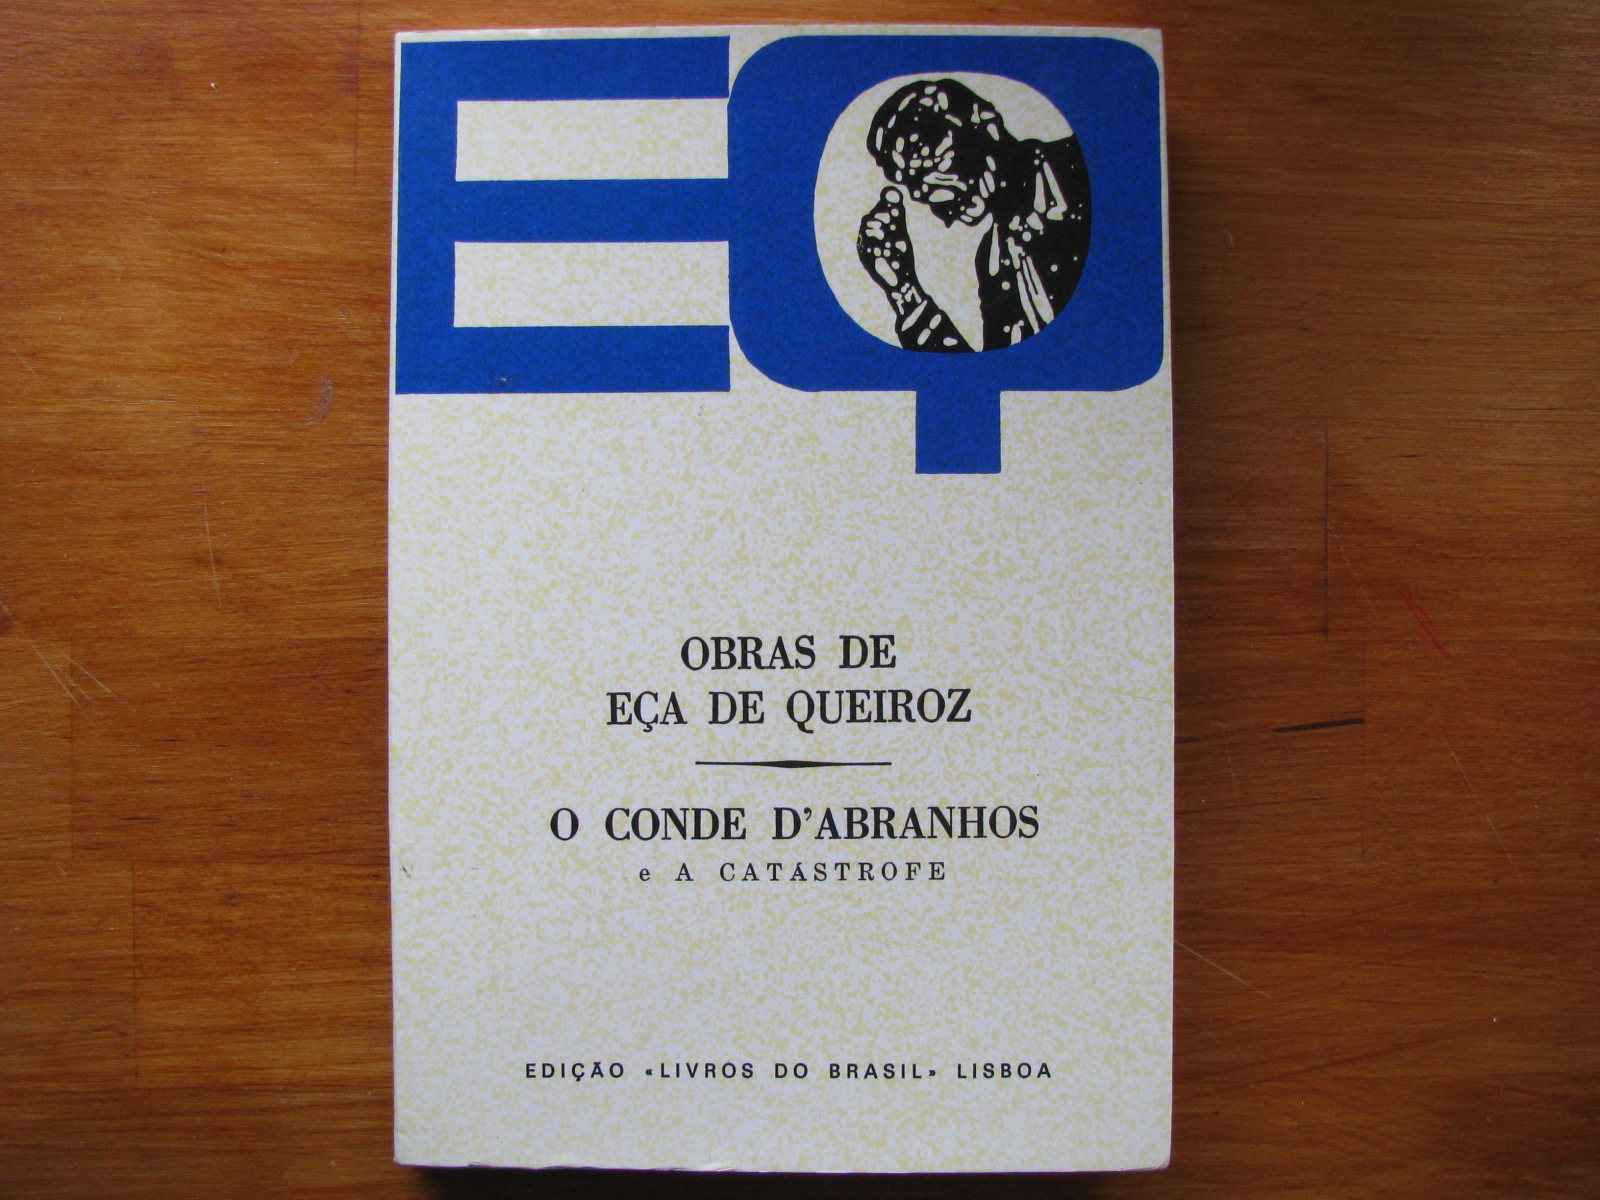 EQ
OBRAS DE
EÇA DE QUEIROZ
O CONDE D'ABRANHOS
e A CATÁSTROFE
EDIÇÃO «LIVROS DO BRASIL» LISBOA